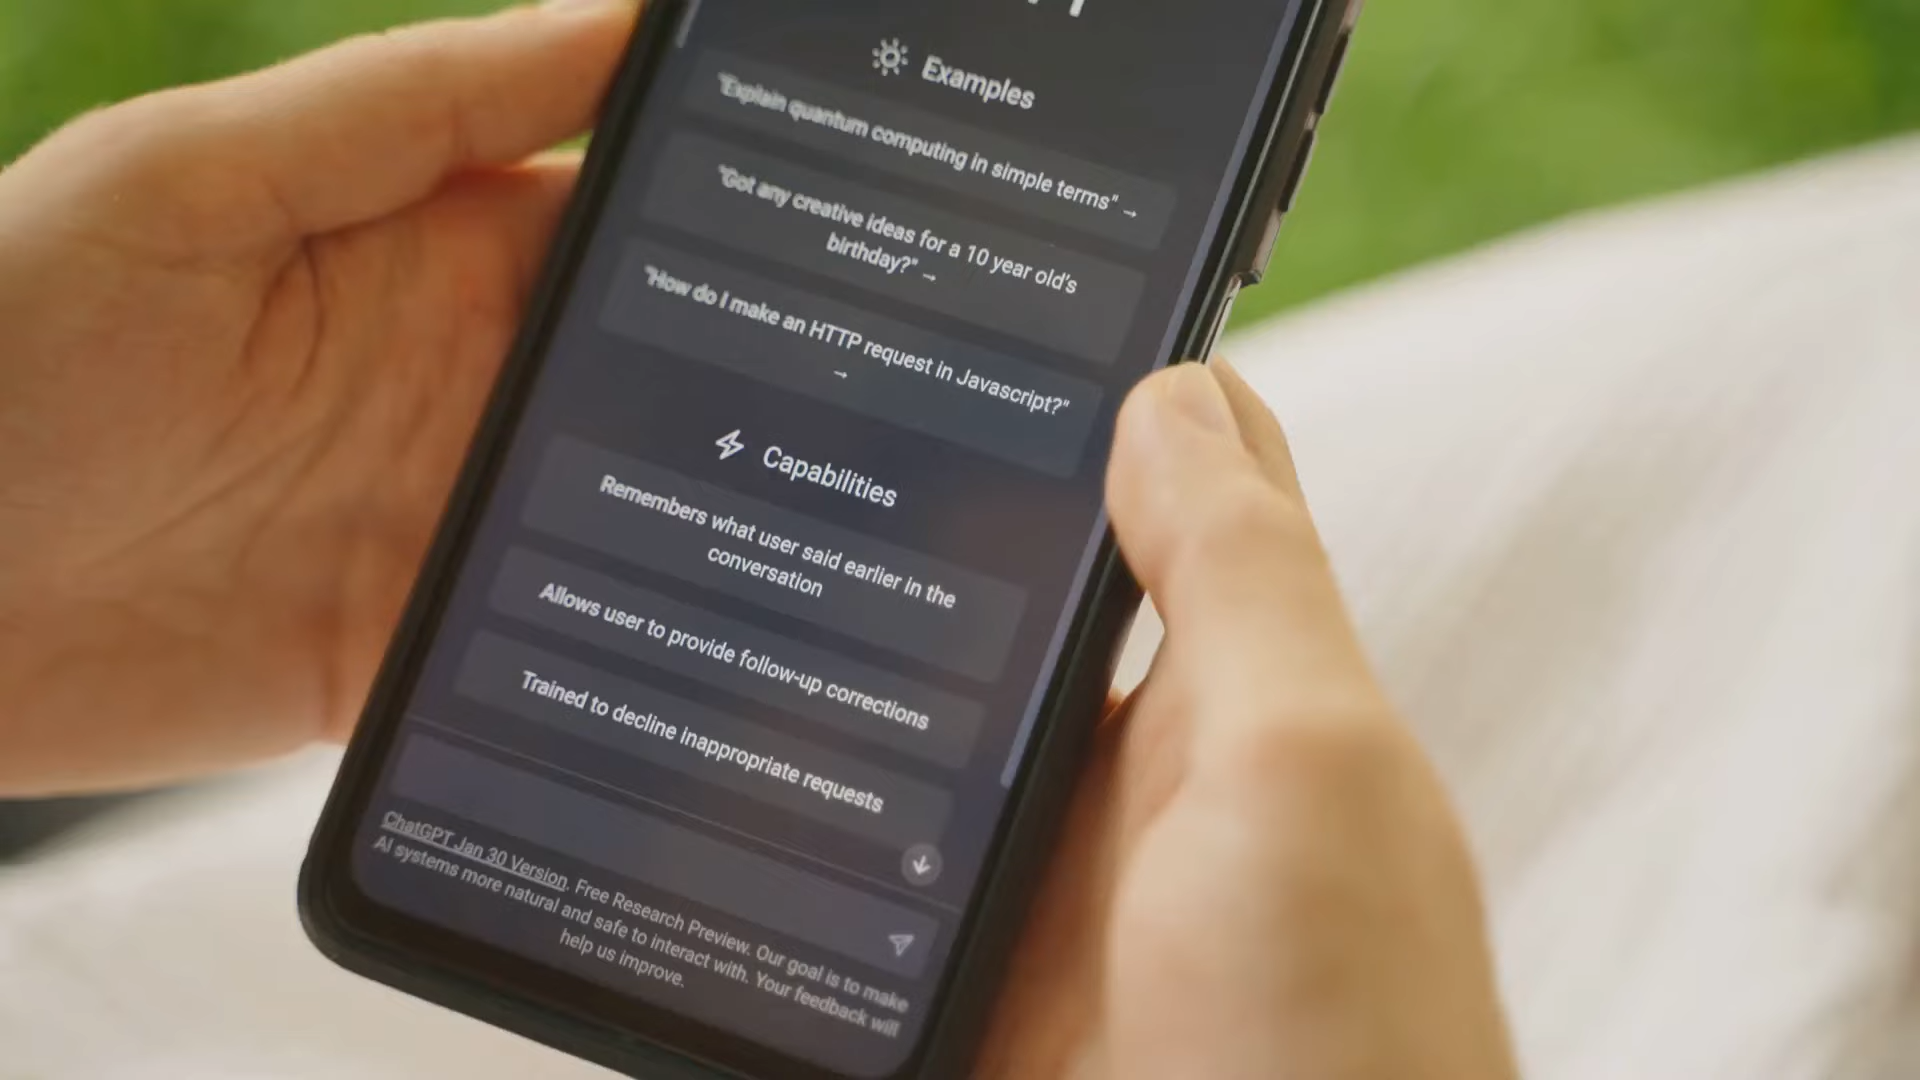 Examples
"Explain quantum computing in simple terms" →
"Got any creative ideas for a 10 year old's
birthday?" →
"How do I make an HTTP request in Javascript?"
→
Capabilities
Remembers what user said earlier in the
conversation
Allows user to provide follow-up corrections
Trained to decline inappropriate requests
ChatGPT Jan 30 Version. Free Research Preview. Our goal is to make
AI systems more natural and safe to interact with. Your feedback will
help us improve.